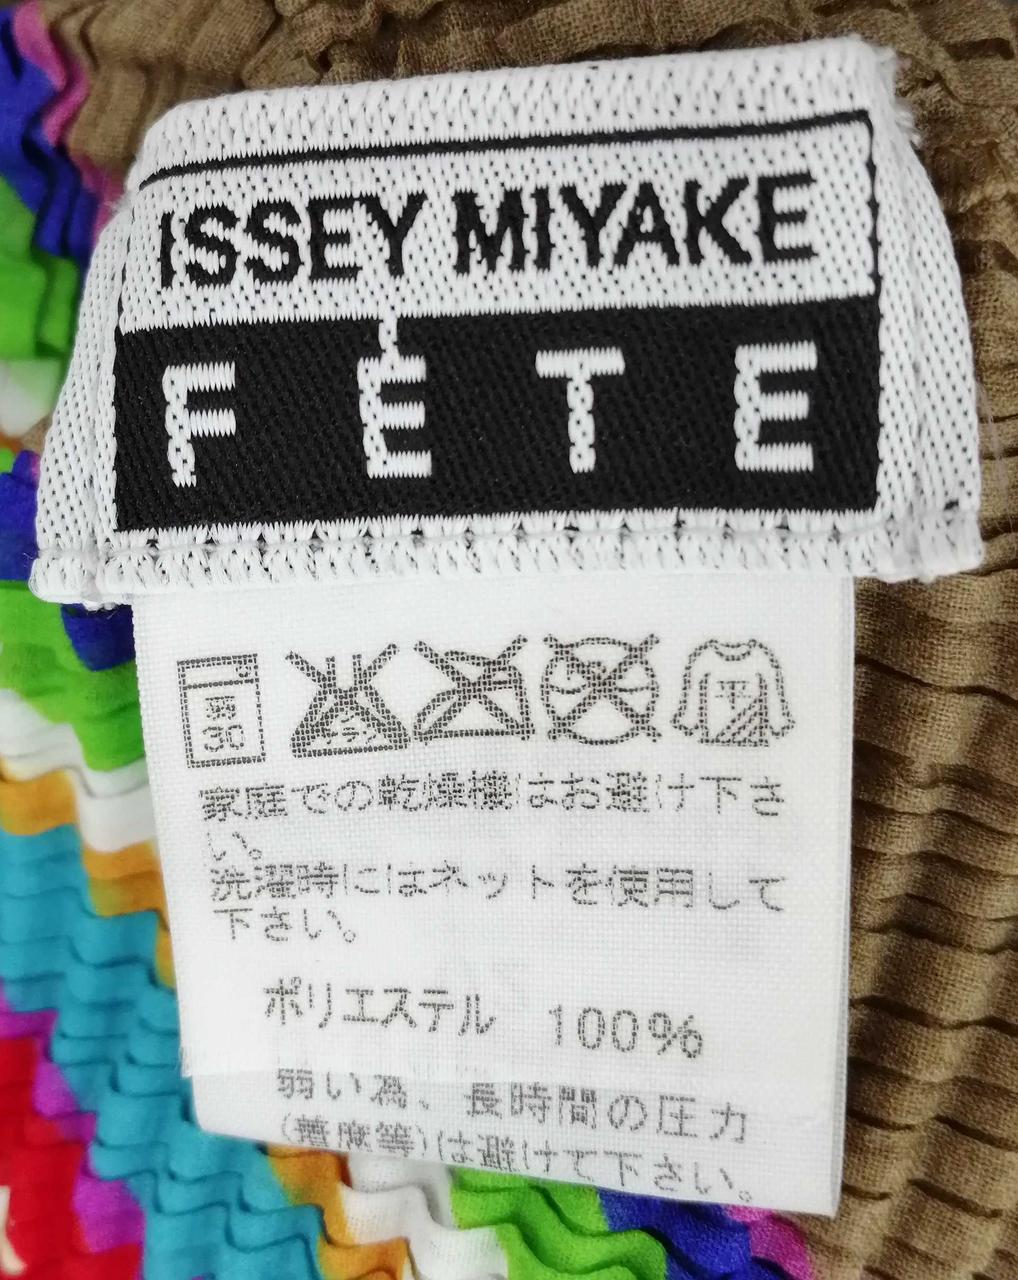 ISSEY MIYAKE
FÊTE
弱 30
平
家庭での乾燥機はお避け下さ
い。
洗濯時にはネットを使用して
下さい。
ポリエステル 100%
弱い為、長時間の圧力
(着席等)は避けて下さい。